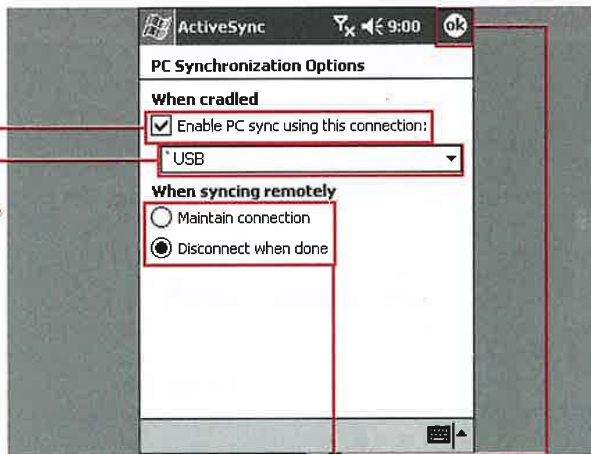 ActiveSync 9:00 ok
PC Synchronization Options
When cradled
Enable PC sync using this connection:
`USB
When syncing remotely
Maintain connection
Disconnect when done